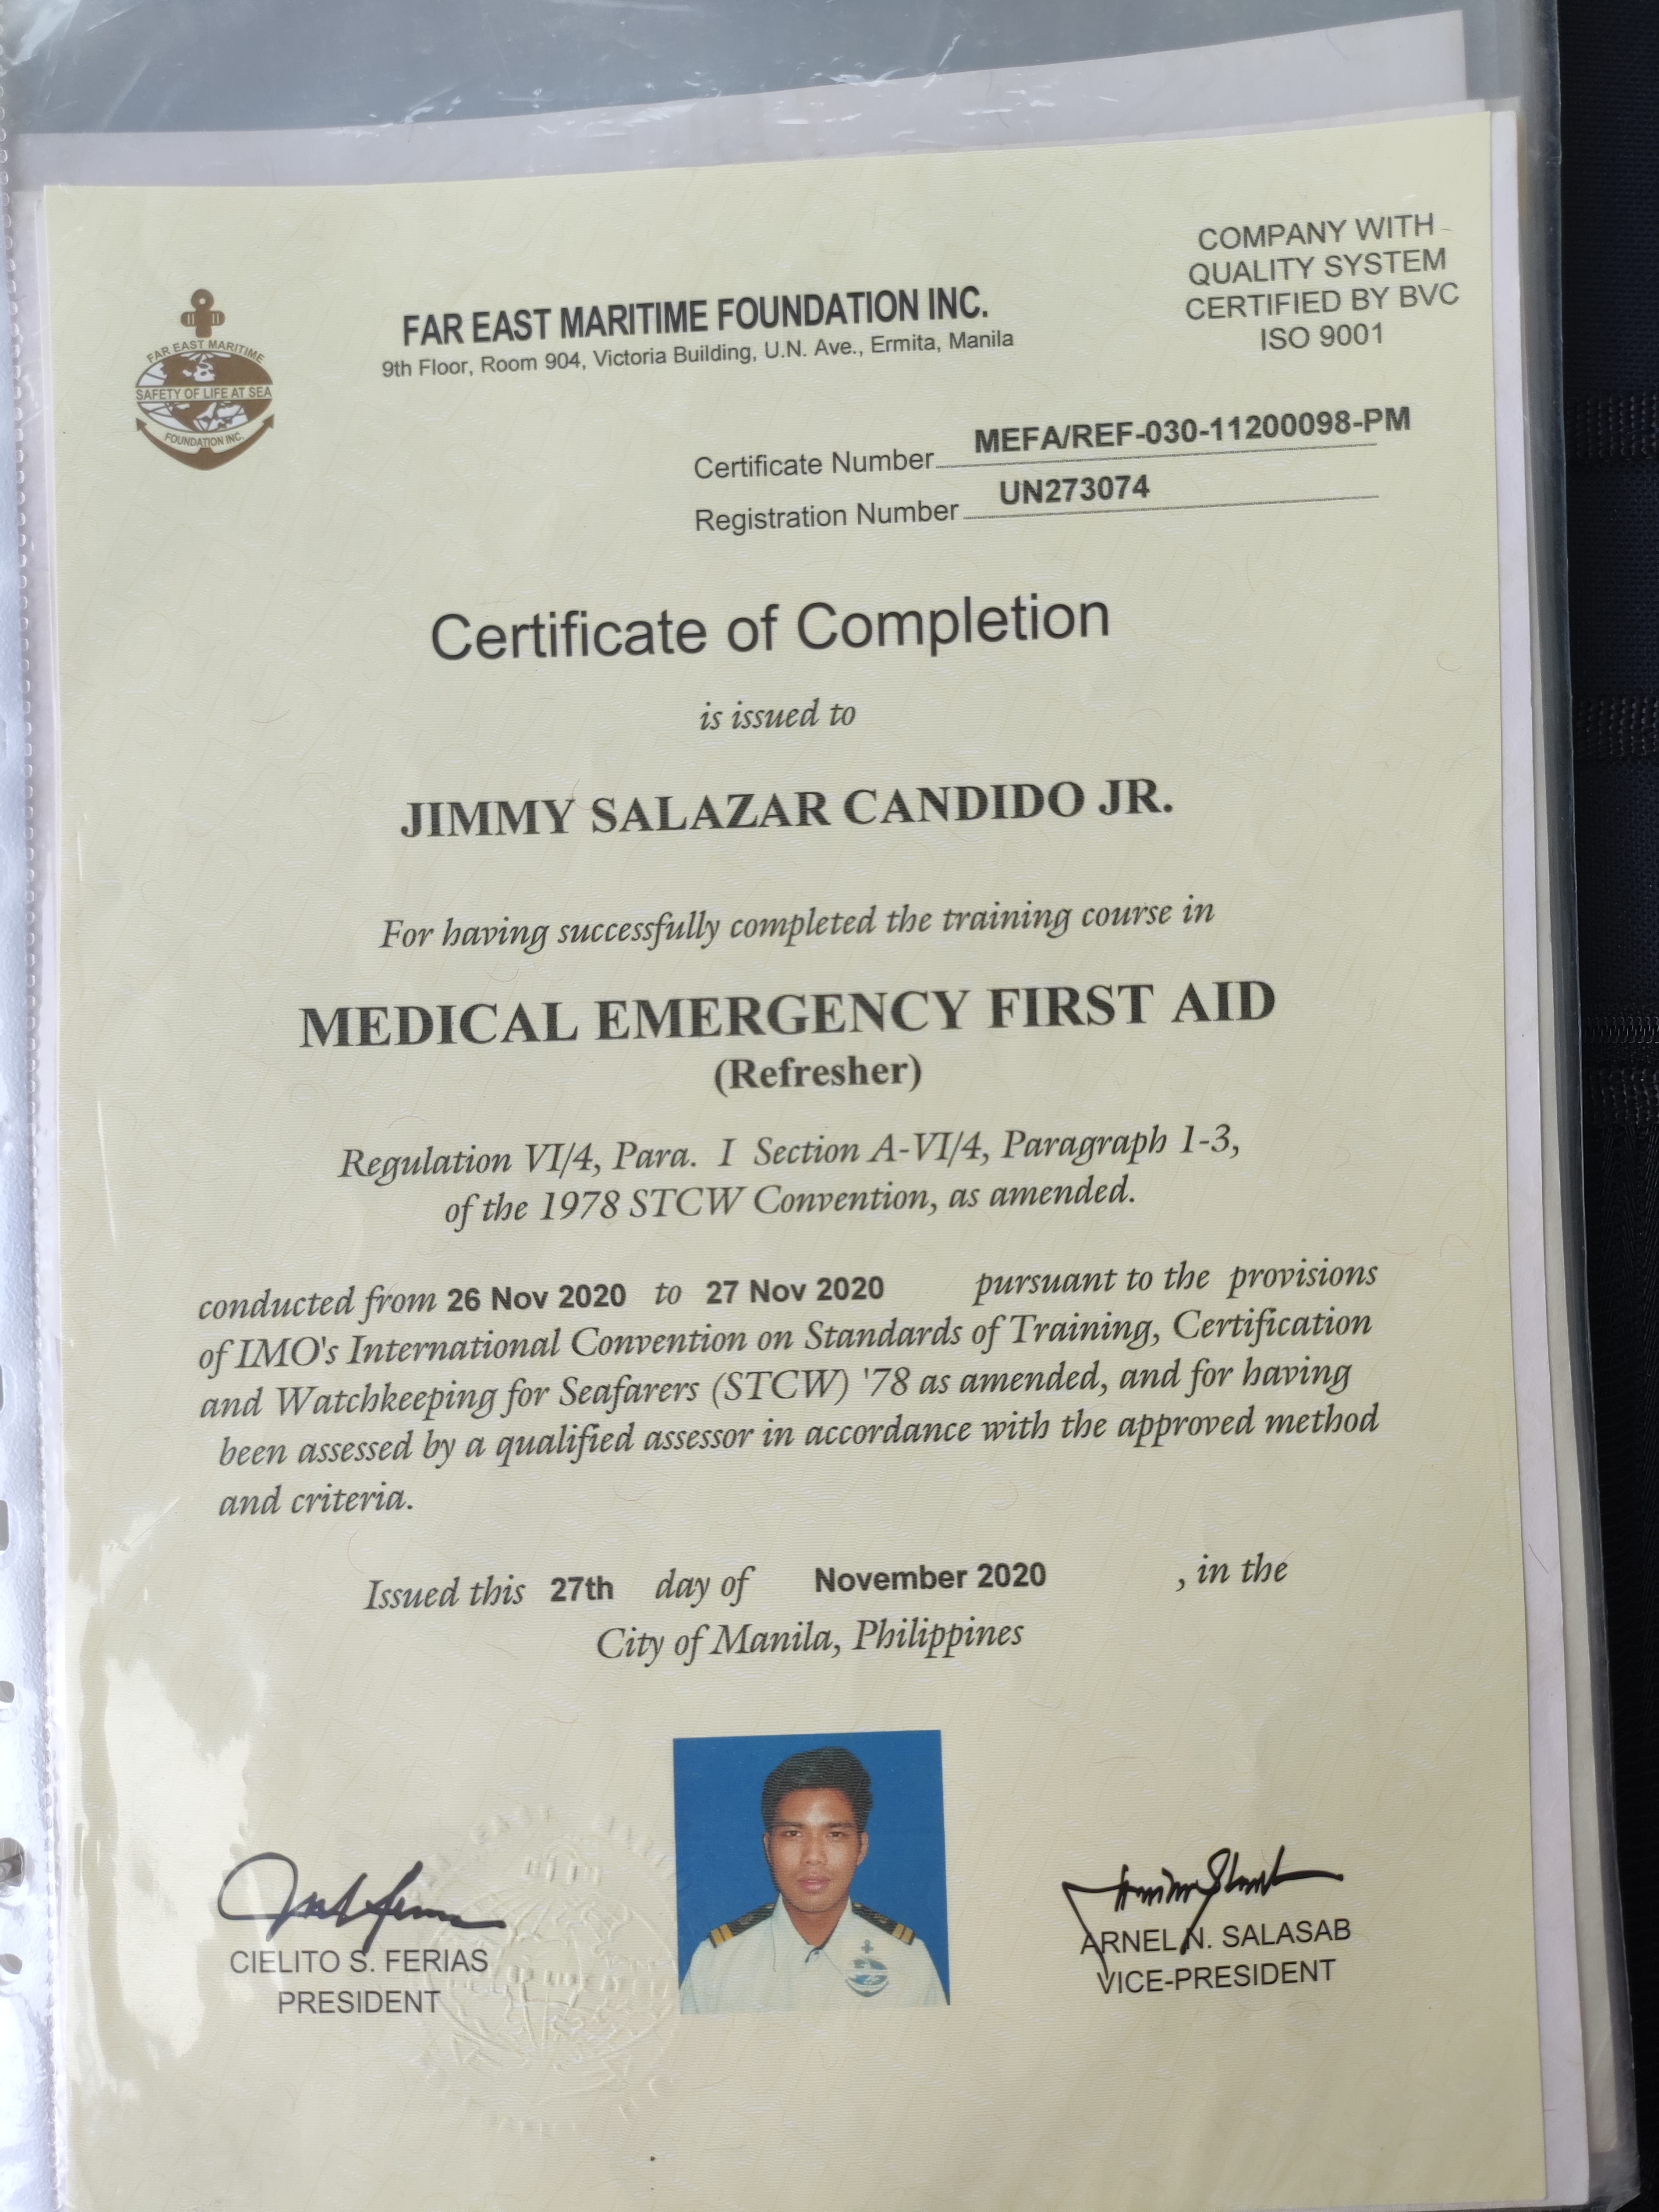 COMPANY WITH
QUALITY SYSTEM
CERTIFIED BY BVC
ISO 9001
FAR EAST MARITIME
SAFETY OF LIFE AT SEA
FOUNDATION INC.
FAR EAST MARITIME FOUNDATION INC.
9th Floor, Room 904, Victoria Building, U.N. Ave., Ermita, Manila
Certificate Number MEFA/REF-030-11200098-PM
Registration Number UN273074
Certificate of Completion
is issued to
JIMMY SALAZAR CANDIDO JR.
For having successfully completed the training course in
MEDICAL EMERGENCY FIRST AID
(Refresher)
Regulation VI/4, Para. I Section A-VI/4, Paragraph 1-3,
of the 1978 STCW Convention, as amended.
conducted from 26 Nov 2020 to 27 Nov 2020 pursuant to the provisions
of IMO's International Convention on Standards of Training, Certification
and Watchkeeping for Seafarers (STCW) '78 as amended, and for having
been assessed by a qualified assessor in accordance with the approved method
and criteria.
Issued this 27th day of November 2020 , in the
City of Manila, Philippines
CIELITO S. FERIAS
PRESIDENT
ARNEL N. SALASAB
VICE-PRESIDENT